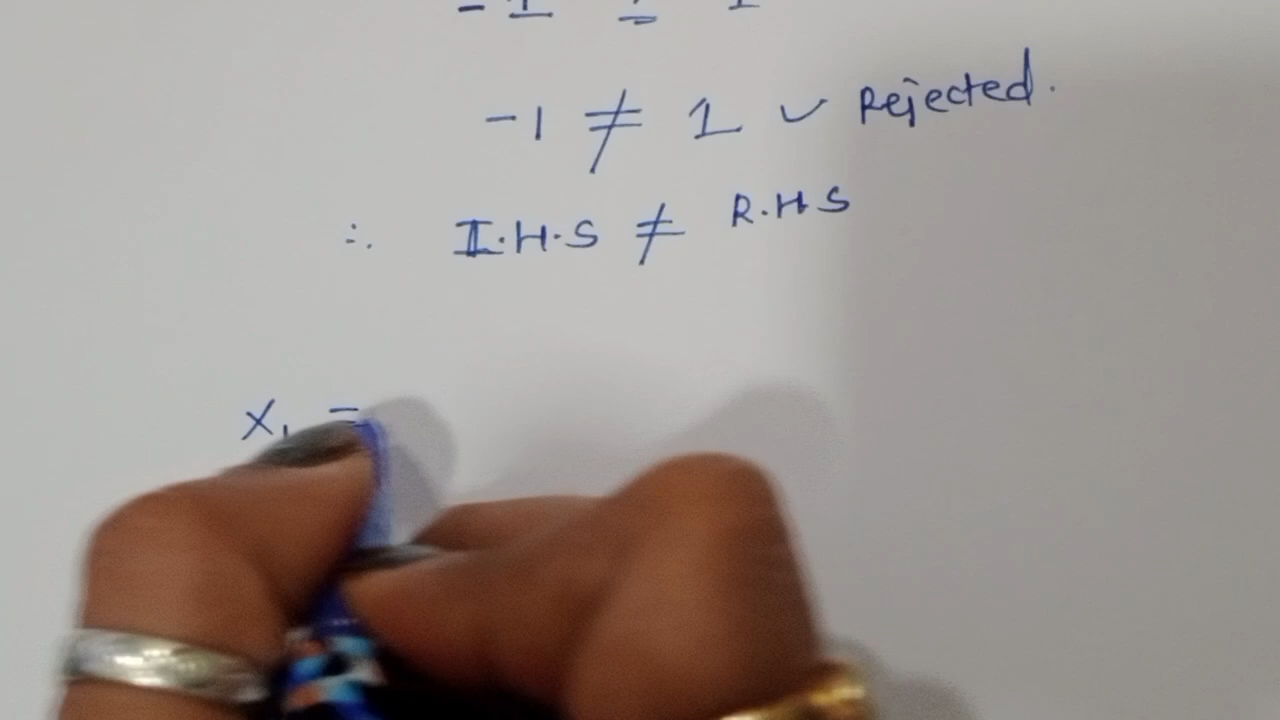 -1 ≠ 1 ✓ Rejected.
∴ I.H.S ≠ R.H.S
X₁ =